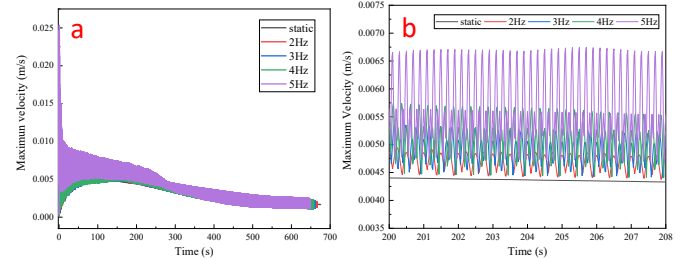 a
Maximum velocity (m/s)
0.025
0.020
0.015
0.010
0.005
0.000
static
2Hz
3Hz
4Hz
5Hz
0 100 200 300 400 500 600 700
Time (s)
b
Maximum Velocity (m/s)
0.0075
0.0070
0.0065
0.0060
0.0055
0.0050
0.0045
0.0040
0.0035
static 2Hz 3Hz 4Hz 5Hz
200 201 202 203 204 205 206 207 208
Time (s)